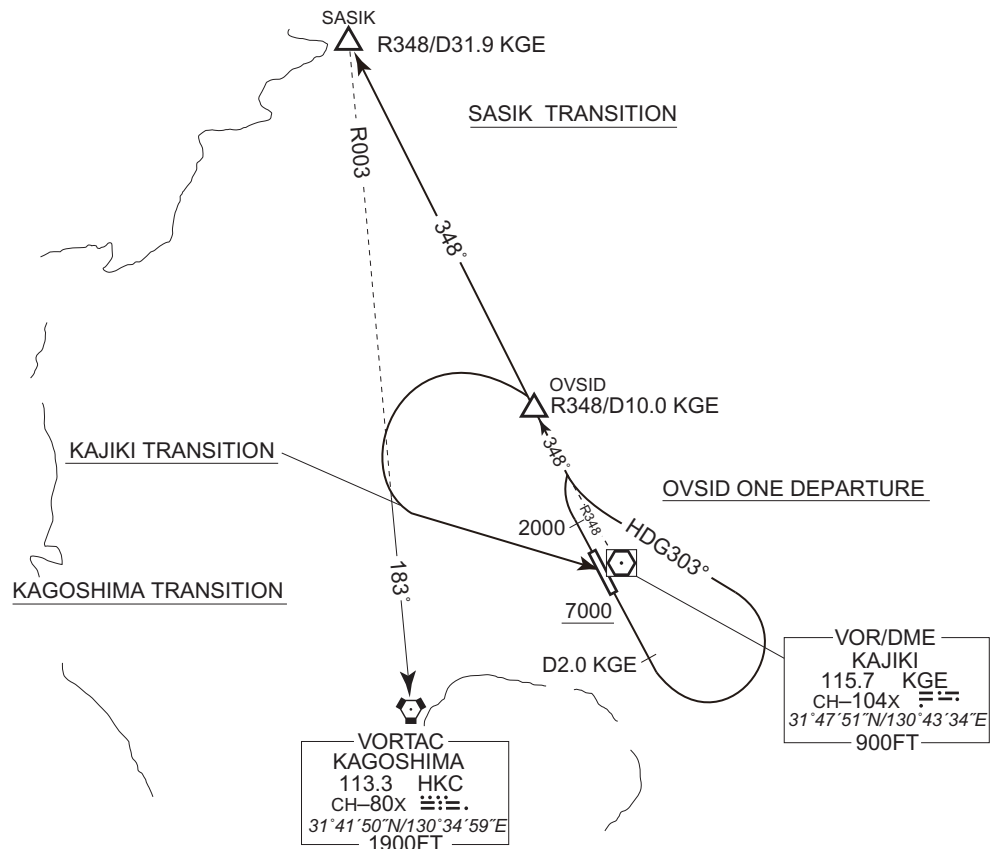 SASIK
R348/D31.9 KGE
SASIK TRANSITION
R003
348°
OVSID
R348/D10.0 KGE
KAJIKI TRANSITION
348°
OVSID ONE DEPARTURE
R348
2000
HDG303°
183°
KAGOSHIMA TRANSITION
7000
D2.0 KGE
VOR/DME
KAJIKI
115.7 KGE
CH–104X
31°47′51″N/130°43′34″E
900FT
VORTAC
KAGOSHIMA
113.3 HKC
CH–80X
31°41′50″N/130°34′59″E
1900FT